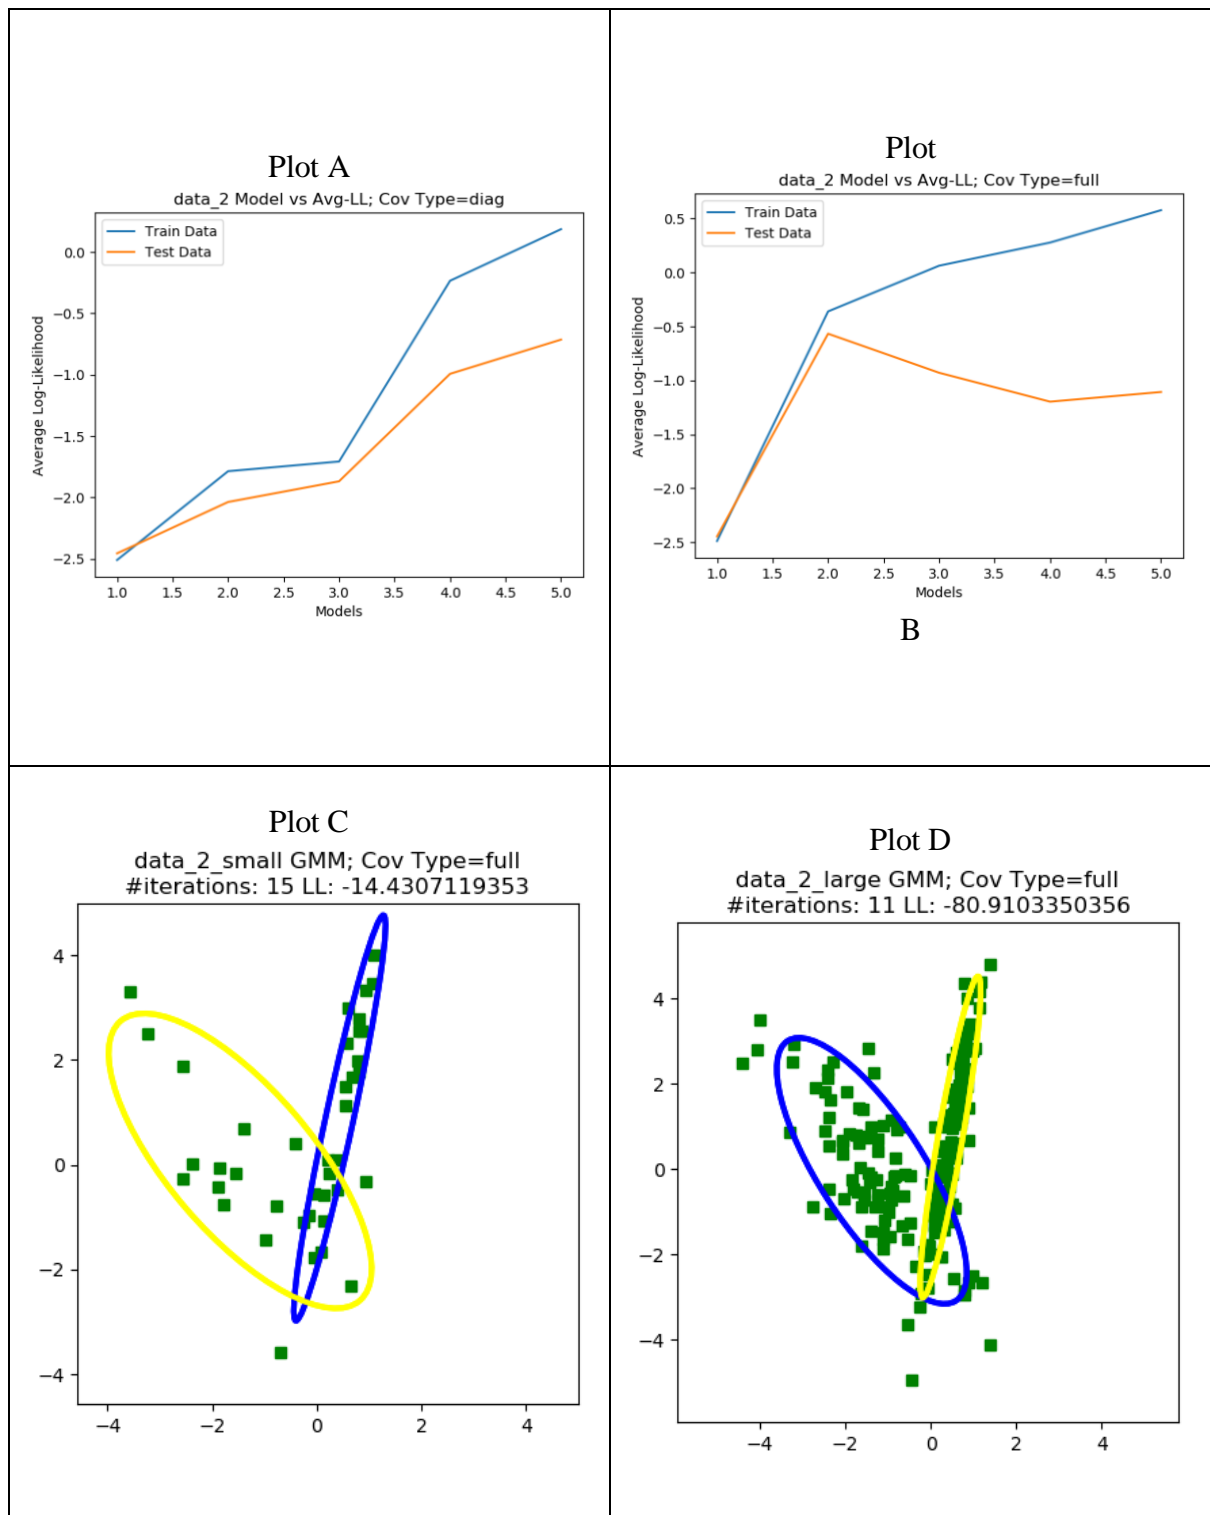 Plot A
data_2 Model vs Avg-LL; Cov Type=diag
Train Data
Test Data
0.0
−0.5
−1.0
−1.5
−2.0
−2.5
Average Log-Likelihood
1.0 1.5 2.0 2.5 3.0 3.5 4.0 4.5 5.0
Models
Plot
data_2 Model vs Avg-LL; Cov Type=full
Train Data
Test Data
0.5
0.0
−0.5
−1.0
−1.5
−2.0
−2.5
Average Log-Likelihood
1.0 1.5 2.0 2.5 3.0 3.5 4.0 4.5 5.0
Models
B
Plot C
data_2_small GMM; Cov Type=full
#iterations: 15 LL: -14.4307119353
4
2
0
−2
−4
−4 −2 0 2 4
Plot D
data_2_large GMM; Cov Type=full
#iterations: 11 LL: -80.9103350356
4
2
0
−2
−4
−4 −2 0 2 4